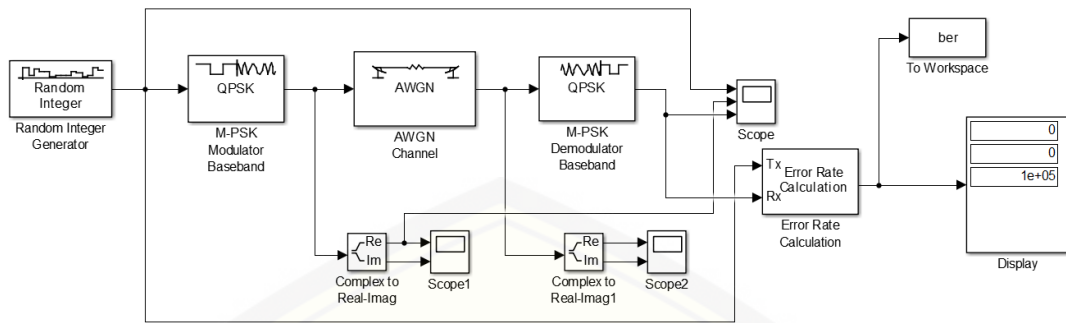 Random
Integer
Random Integer
Generator
QPSK
M-PSK
Modulator
Baseband
AWGN
AWGN
Channel
QPSK
M-PSK
Demodulator
Baseband
Scope
ber
To Workspace
Tx
Rx
Error Rate
Calculation
Error Rate
Calculation
0
0
1e+05
Display
Re
Im
Complex to
Real-Imag
Scope1
Re
Im
Complex to
Real-Imag1
Scope2